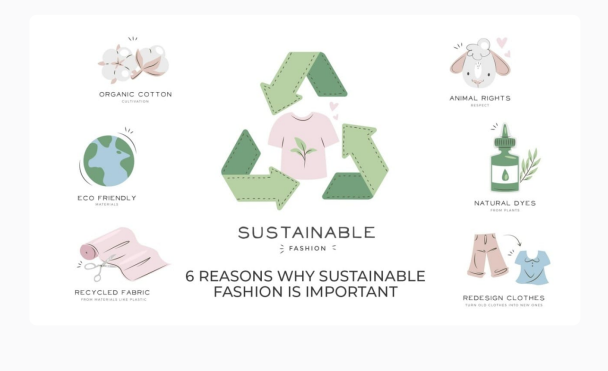 ORGANIC COTTON
CULTIVATION
ECO FRIENDLY
MATERIALS
RECYCLED FABRIC
FROM MATERIALS LIKE PLASTIC
SUSTAINABLE
FASHION
6 REASONS WHY SUSTAINABLE
FASHION IS IMPORTANT
ANIMAL RIGHTS
RESPECT
NATURAL DYES
FROM PLANTS
REDESIGN CLOTHES
TURN OLD CLOTHES INTO NEW ONES